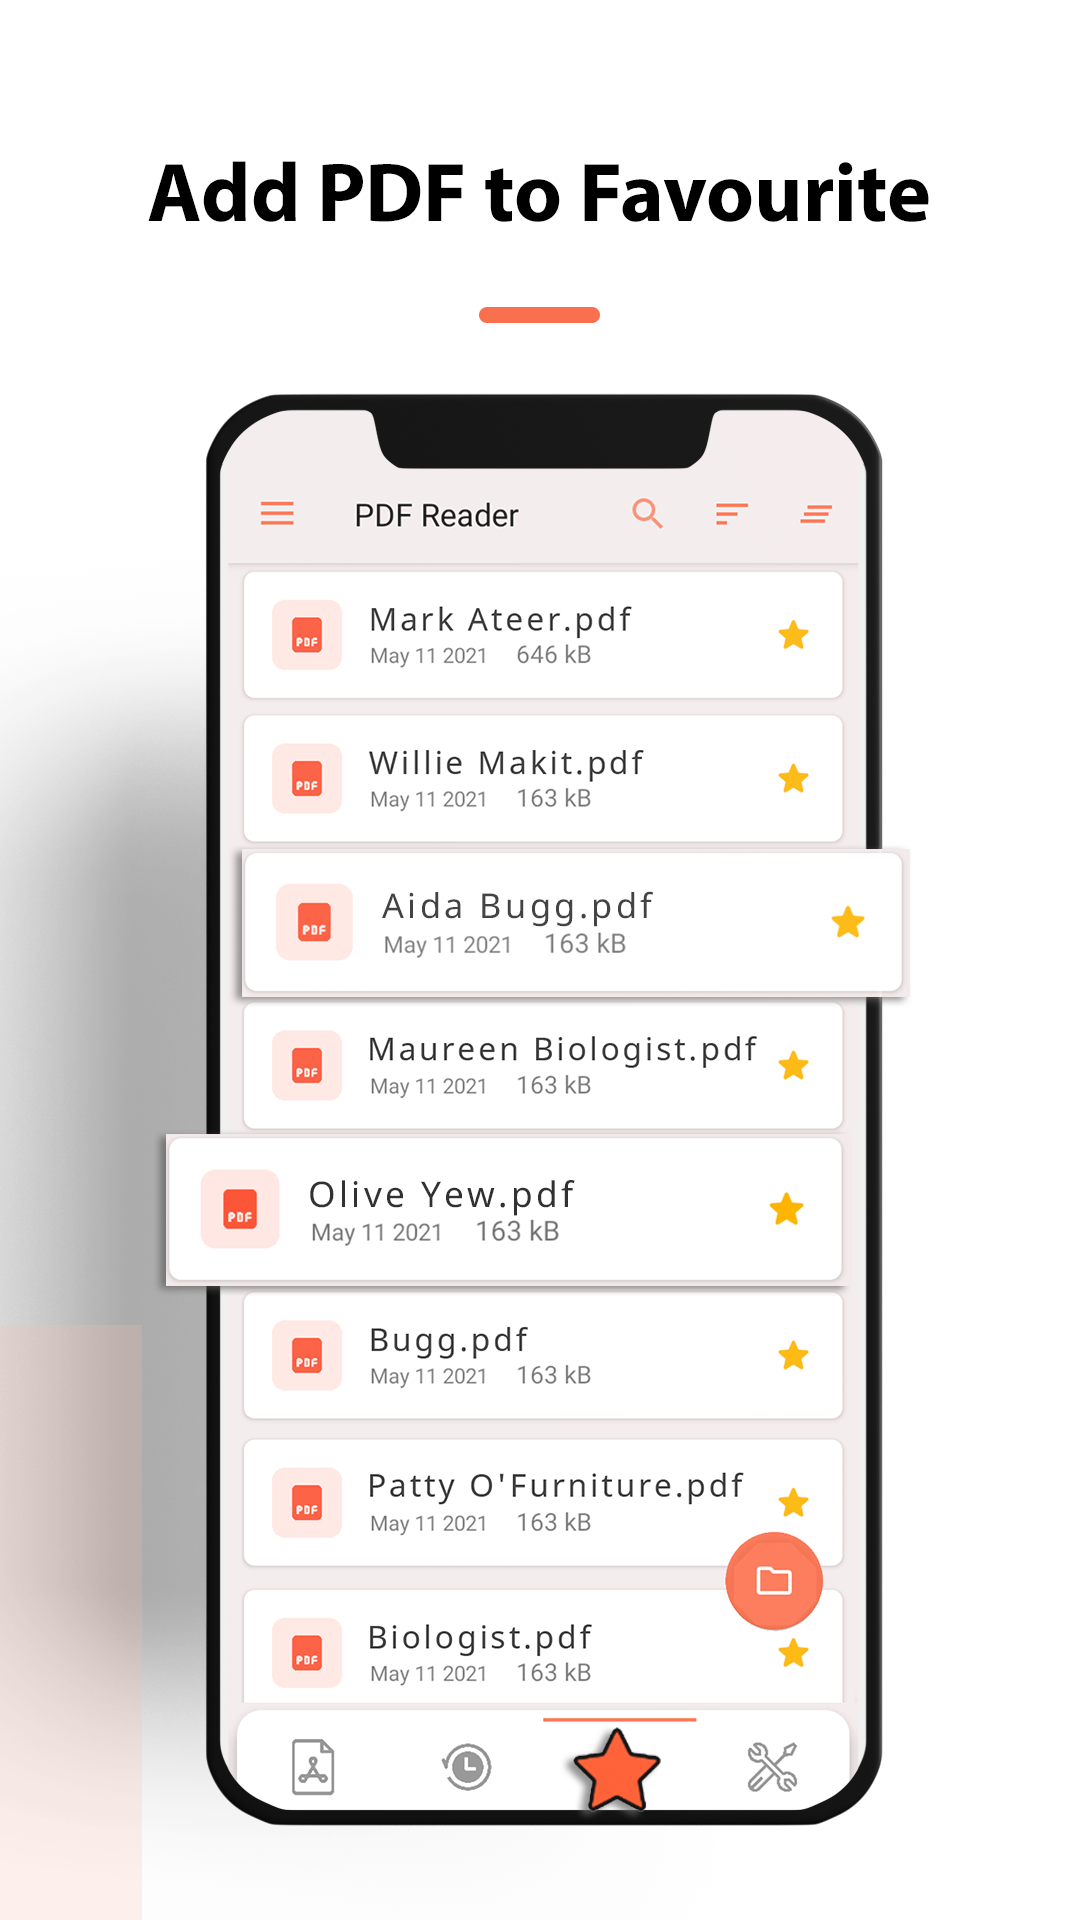 Add PDF to Favourite
PDF Reader
Mark Ateer.pdf
PDF
May 11 2021 646 kB
Willie Makit.pdf
PDF
May 11 2021 163 kB
Aida Bugg.pdf
PDF
May 11 2021 163 kB
Maureen Biologist.pdf
PDF
May 11 2021 163 kB
Olive Yew.pdf
PDF
May 11 2021 163 kB
Bugg.pdf
PDF
May 11 2021 163 kB
Patty O'Furniture.pdf
PDF
May 11 2021 163 kB
Biologist.pdf
PDF
May 11 2021 163 kB